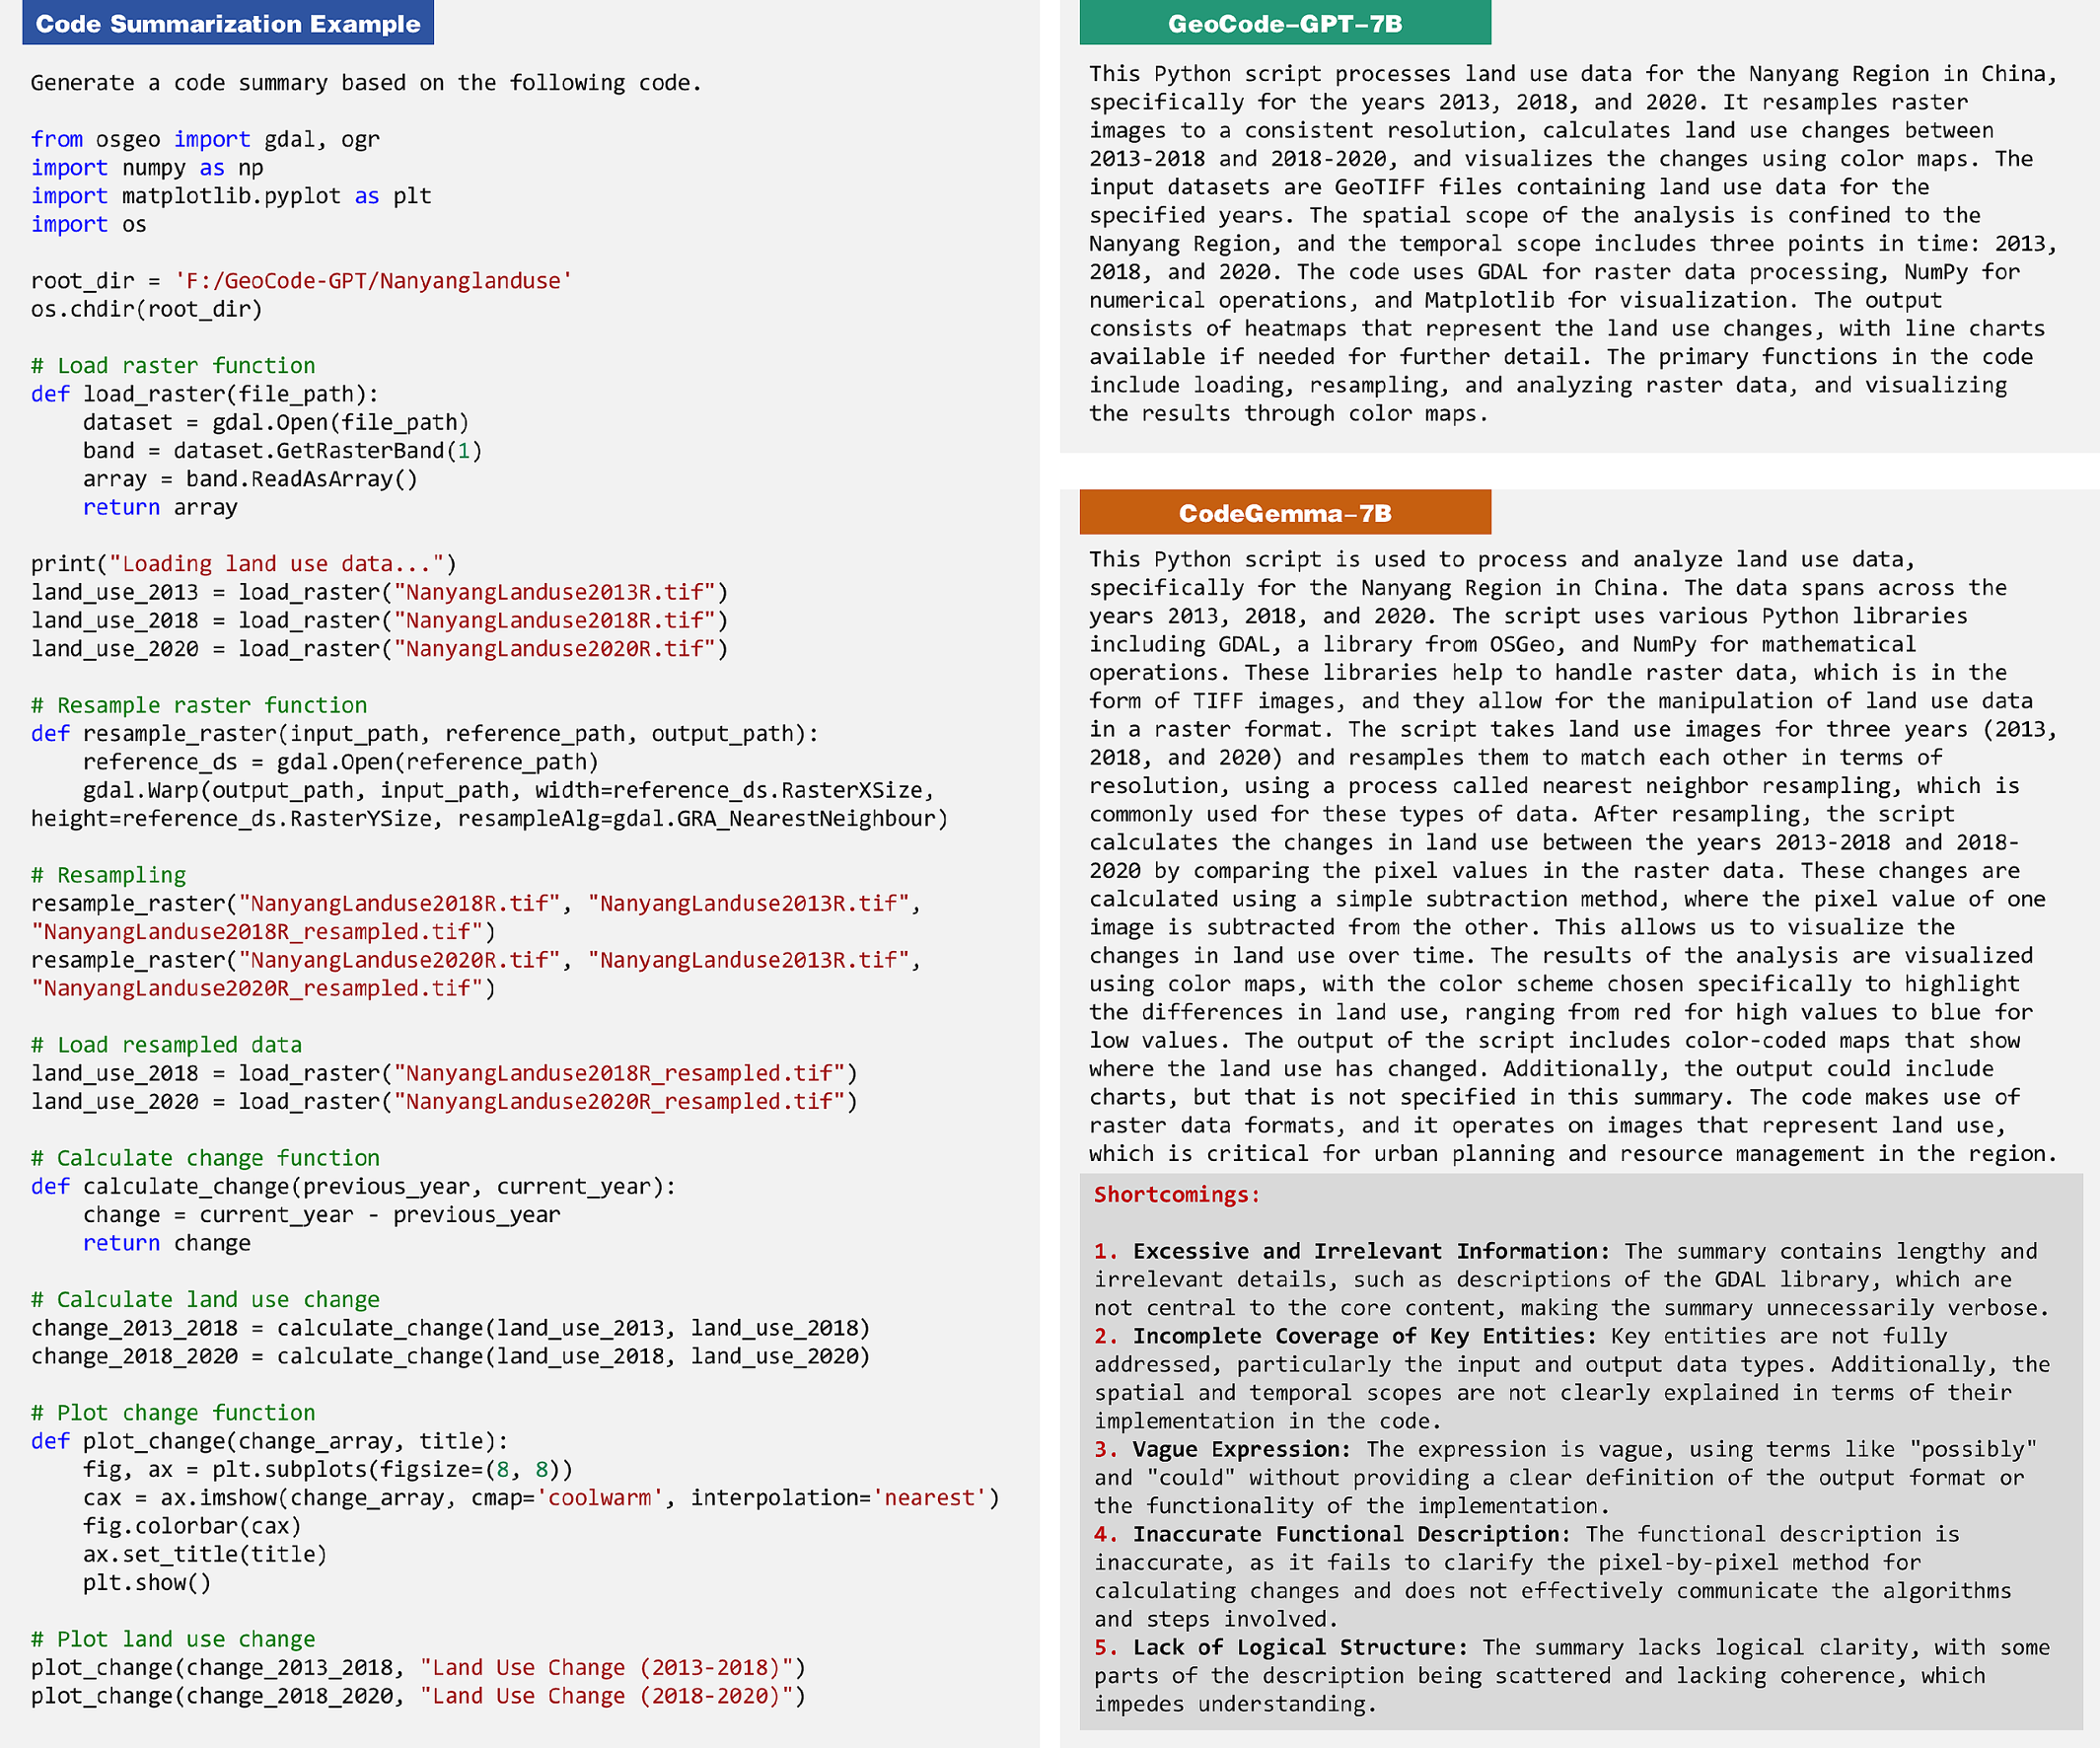 Code Summarization Example
Generate a code summary based on the following code.
from osgeo import gdal, ogr
import numpy as np
import matplotlib.pyplot as plt
import os
root_dir = 'F:/GeoCode-GPT/Nanyanglanduse'
os.chdir(root_dir)
# Load raster function
def load_raster(file_path):
    dataset = gdal.Open(file_path)
    band = dataset.GetRasterBand(1)
    array = band.ReadAsArray()
    return array
print("Loading land use data...")
land_use_2013 = load_raster("NanyangLanduse2013R.tif")
land_use_2018 = load_raster("NanyangLanduse2018R.tif")
land_use_2020 = load_raster("NanyangLanduse2020R.tif")
# Resample raster function
def resample_raster(input_path, reference_path, output_path):
    reference_ds = gdal.Open(reference_path)
    gdal.Warp(output_path, input_path, width=reference_ds.RasterXSize,
height=reference_ds.RasterYSize, resampleAlg=gdal.GRA_NearestNeighbour)
# Resampling
resample_raster("NanyangLanduse2018R.tif", "NanyangLanduse2013R.tif",
"NanyangLanduse2018R_resampled.tif")
resample_raster("NanyangLanduse2020R.tif", "NanyangLanduse2013R.tif",
"NanyangLanduse2020R_resampled.tif")
# Load resampled data
land_use_2018 = load_raster("NanyangLanduse2018R_resampled.tif")
land_use_2020 = load_raster("NanyangLanduse2020R_resampled.tif")
# Calculate change function
def calculate_change(previous_year, current_year):
    change = current_year - previous_year
    return change
# Calculate land use change
change_2013_2018 = calculate_change(land_use_2013, land_use_2018)
change_2018_2020 = calculate_change(land_use_2018, land_use_2020)
# Plot change function
def plot_change(change_array, title):
    fig, ax = plt.subplots(figsize=(8, 8))
    cax = ax.imshow(change_array, cmap='coolwarm', interpolation='nearest')
    fig.colorbar(cax)
    ax.set_title(title)
    plt.show()
# Plot land use change
plot_change(change_2013_2018, "Land Use Change (2013-2018)")
plot_change(change_2018_2020, "Land Use Change (2018-2020)")
GeoCode-GPT-7B
This Python script processes land use data for the Nanyang Region in China,
specifically for the years 2013, 2018, and 2020. It resamples raster
images to a consistent resolution, calculates land use changes between
2013-2018 and 2018-2020, and visualizes the changes using color maps. The
input datasets are GeoTIFF files containing land use data for the
specified years. The spatial scope of the analysis is confined to the
Nanyang Region, and the temporal scope includes three points in time: 2013,
2018, and 2020. The code uses GDAL for raster data processing, NumPy for
numerical operations, and Matplotlib for visualization. The output
consists of heatmaps that represent the land use changes, with line charts
available if needed for further detail. The primary functions in the code
include loading, resampling, and analyzing raster data, and visualizing
the results through color maps.
CodeGemma-7B
This Python script is used to process and analyze land use data,
specifically for the Nanyang Region in China. The data spans across the
years 2013, 2018, and 2020. The script uses various Python libraries
including GDAL, a library from OSGeo, and NumPy for mathematical
operations. These libraries help to handle raster data, which is in the
form of TIFF images, and they allow for the manipulation of land use data
in a raster format. The script takes land use images for three years (2013,
2018, and 2020) and resamples them to match each other in terms of
resolution, using a process called nearest neighbor resampling, which is
commonly used for these types of data. After resampling, the script
calculates the changes in land use between the years 2013-2018 and 2018-
2020 by comparing the pixel values in the raster data. These changes are
calculated using a simple subtraction method, where the pixel value of one
image is subtracted from the other. This allows us to visualize the
changes in land use over time. The results of the analysis are visualized
using color maps, with the color scheme chosen specifically to highlight
the differences in land use, ranging from red for high values to blue for
low values. The output of the script includes color-coded maps that show
where the land use has changed. Additionally, the output could include
charts, but that is not specified in this summary. The code makes use of
raster data formats, and it operates on images that represent land use,
which is critical for urban planning and resource management in the region.
Shortcomings:
1. Excessive and Irrelevant Information: The summary contains lengthy and
irrelevant details, such as descriptions of the GDAL library, which are
not central to the core content, making the summary unnecessarily verbose.
2. Incomplete Coverage of Key Entities: Key entities are not fully
addressed, particularly the input and output data types. Additionally, the
spatial and temporal scopes are not clearly explained in terms of their
implementation in the code.
3. Vague Expression: The expression is vague, using terms like "possibly"
and "could" without providing a clear definition of the output format or
the functionality of the implementation.
4. Inaccurate Functional Description: The functional description is
inaccurate, as it fails to clarify the pixel-by-pixel method for
calculating changes and does not effectively communicate the algorithms
and steps involved.
5. Lack of Logical Structure: The summary lacks logical clarity, with some
parts of the description being scattered and lacking coherence, which
impedes understanding.